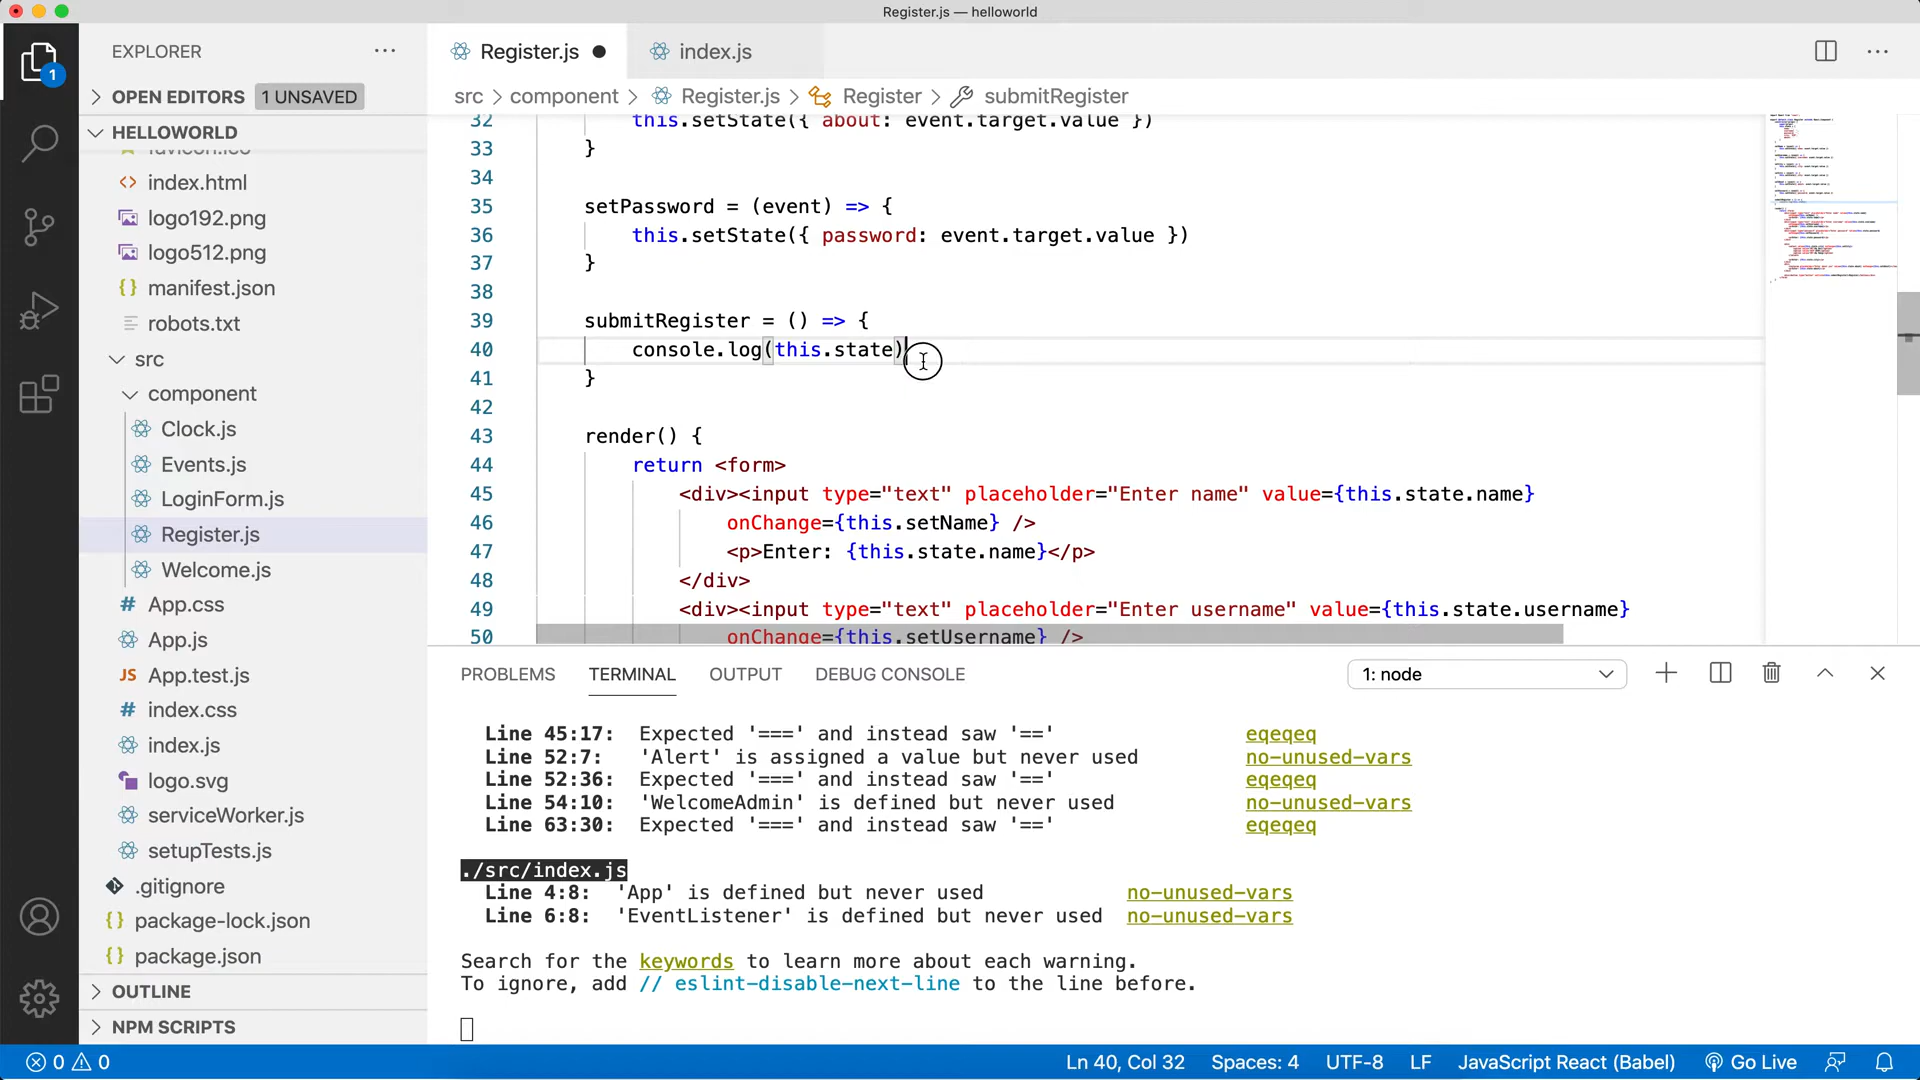 Register.js — helloworld
EXPLORER
Register.js
index.js
OPEN EDITORS
1 UNSAVED
src
component
Register.js
Register
submitRegister
HELLOWORLD
favicon.ico
index.html
logo192.png
logo512.png
manifest.json
robots.txt
src
component
Clock.js
Events.js
LoginForm.js
Register.js
Welcome.js
App.css
App.js
App.test.js
index.css
index.js
logo.svg
serviceWorker.js
setupTests.js
.gitignore
package-lock.json
package.json
OUTLINE
NPM SCRIPTS
1
32 this.setState({ about: event.target.value })
33 }
34
35 setPassword = (event) => {
36 this.setState({ password: event.target.value })
37 }
38
39 submitRegister = () => {
40 console.log(this.state)
41 }
42
43 render() {
44 return <form>
45 <div><input type="text" placeholder="Enter name" value={this.state.name}
46 onChange={this.setName} />
47 <p>Enter: {this.state.name}</p>
48 </div>
49 <div><input type="text" placeholder="Enter username" value={this.state.username}
50 onChange={this.setUsername} />
PROBLEMS
TERMINAL
OUTPUT
DEBUG CONSOLE
1: node
Line 45:17: Expected '===' and instead saw '==' eqeqeq
Line 52:7: 'Alert' is assigned a value but never used no-unused-vars
Line 52:36: Expected '===' and instead saw '==' eqeqeq
Line 54:10: 'WelcomeAdmin' is defined but never used no-unused-vars
Line 63:30: Expected '===' and instead saw '==' eqeqeq
./src/index.js
Line 4:8: 'App' is defined but never used no-unused-vars
Line 6:8: 'EventListener' is defined but never used no-unused-vars
Search for the keywords to learn more about each warning.
To ignore, add // eslint-disable-next-line to the line before.
0
0
Ln 40, Col 32
Spaces: 4
UTF-8
LF
JavaScript React (Babel)
Go Live